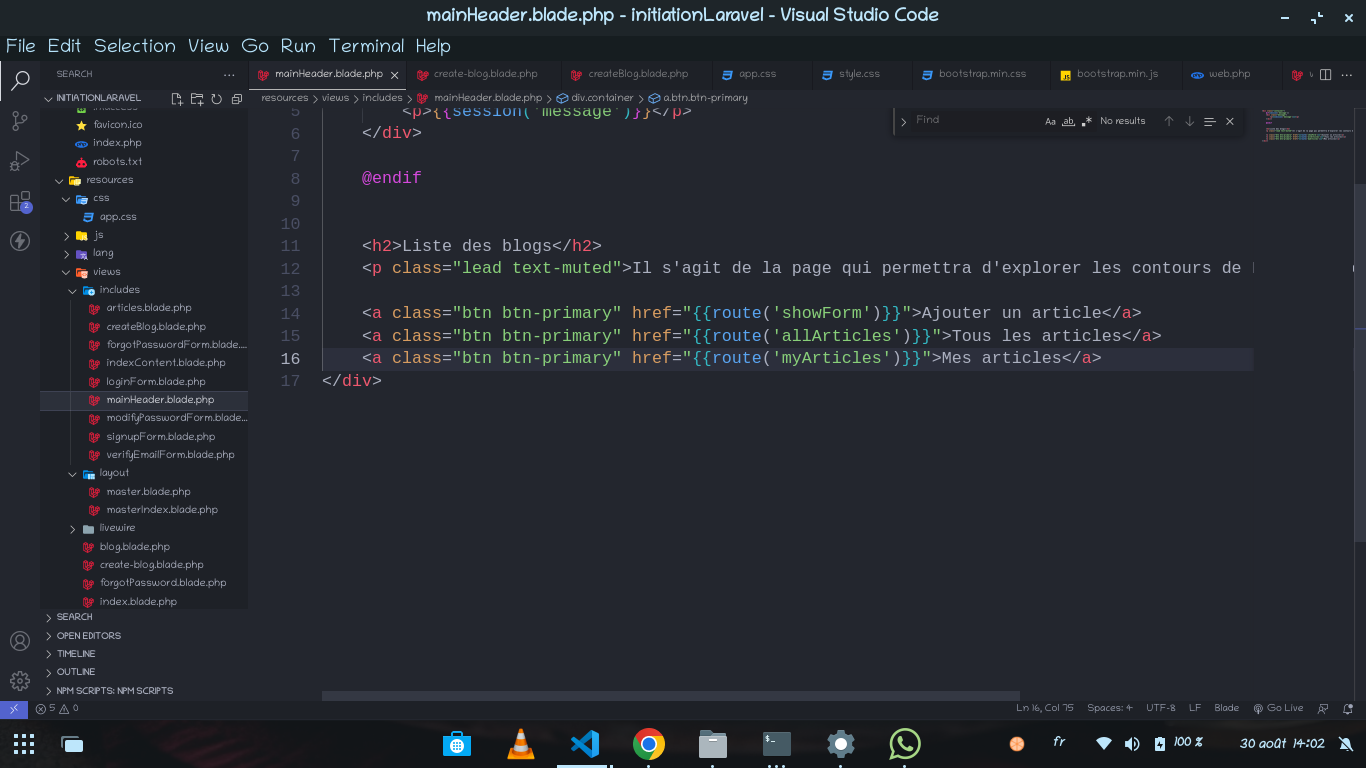 mainHeader.blade.php - initiationLaravel - Visual Studio Code
File Edit Selection View Go Run Terminal Help
SEARCH
mainHeader.blade.php create-blog.blade.php createBlog.blade.php app.css style.css bootstrap.min.css bootstrap.min.js web.php
INITIATIONLARAVEL
resources > views > includes > mainHeader.blade.php > div.container > a.btn.btn-primary
favicon.ico
index.php
robots.txt
resources
css
app.css
js
lang
views
includes
articles.blade.php
createBlog.blade.php
forgotPasswordForm.blade....
indexContent.blade.php
loginForm.blade.php
mainHeader.blade.php
modifyPasswordForm.blade...
signupForm.blade.php
verifyEmailForm.blade.php
layout
master.blade.php
masterIndex.blade.php
livewire
blog.blade.php
create-blog.blade.php
forgotPassword.blade.php
index.blade.php
SEARCH
OPEN EDITORS
TIMELINE
OUTLINE
NPM SCRIPTS: NPM SCRIPTS
Find Aa ab No results
5 <p>{{session('message')}}</p>
6 </div>
7
8 @endif
9
10
11 <h2>Liste des blogs</h2>
12 <p class="lead text-muted">Il s'agit de la page qui permettra d'explorer les contours de
13
14 <a class="btn btn-primary" href="{{route('showForm')}}">Ajouter un article</a>
15 <a class="btn btn-primary" href="{{route('allArticles')}}">Tous les articles</a>
16 <a class="btn btn-primary" href="{{route('myArticles')}}">Mes articles</a>
17 </div>
2
5 0 Ln 16, Col 75 Spaces: 4 UTF-8 LF Blade Go Live
fr 100 % 30 août 14:02